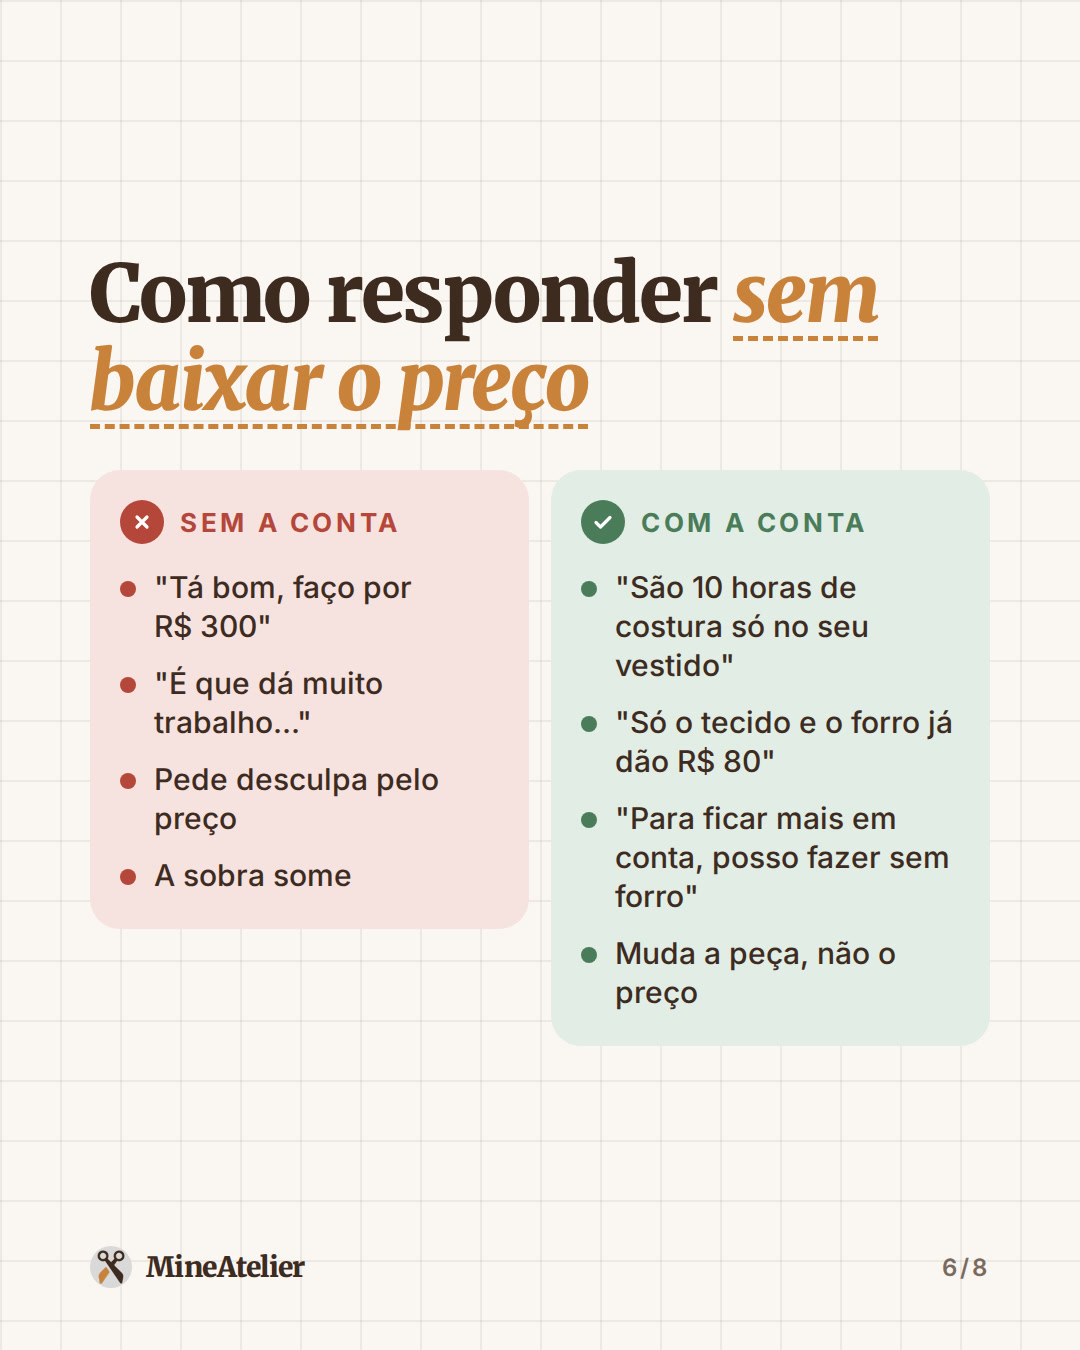 Como responder sem
baixar o preço
SEM A CONTA
"Tá bom, faço por
R$ 300"
"É que dá muito
trabalho..."
Pede desculpa pelo
preço
A sobra some
COM A CONTA
"São 10 horas de
costura só no seu
vestido"
"Só o tecido e o forro já
dão R$ 80"
"Para ficar mais em
conta, posso fazer sem
forro"
Muda a peça, não o
preço
MineAtelier
6/8